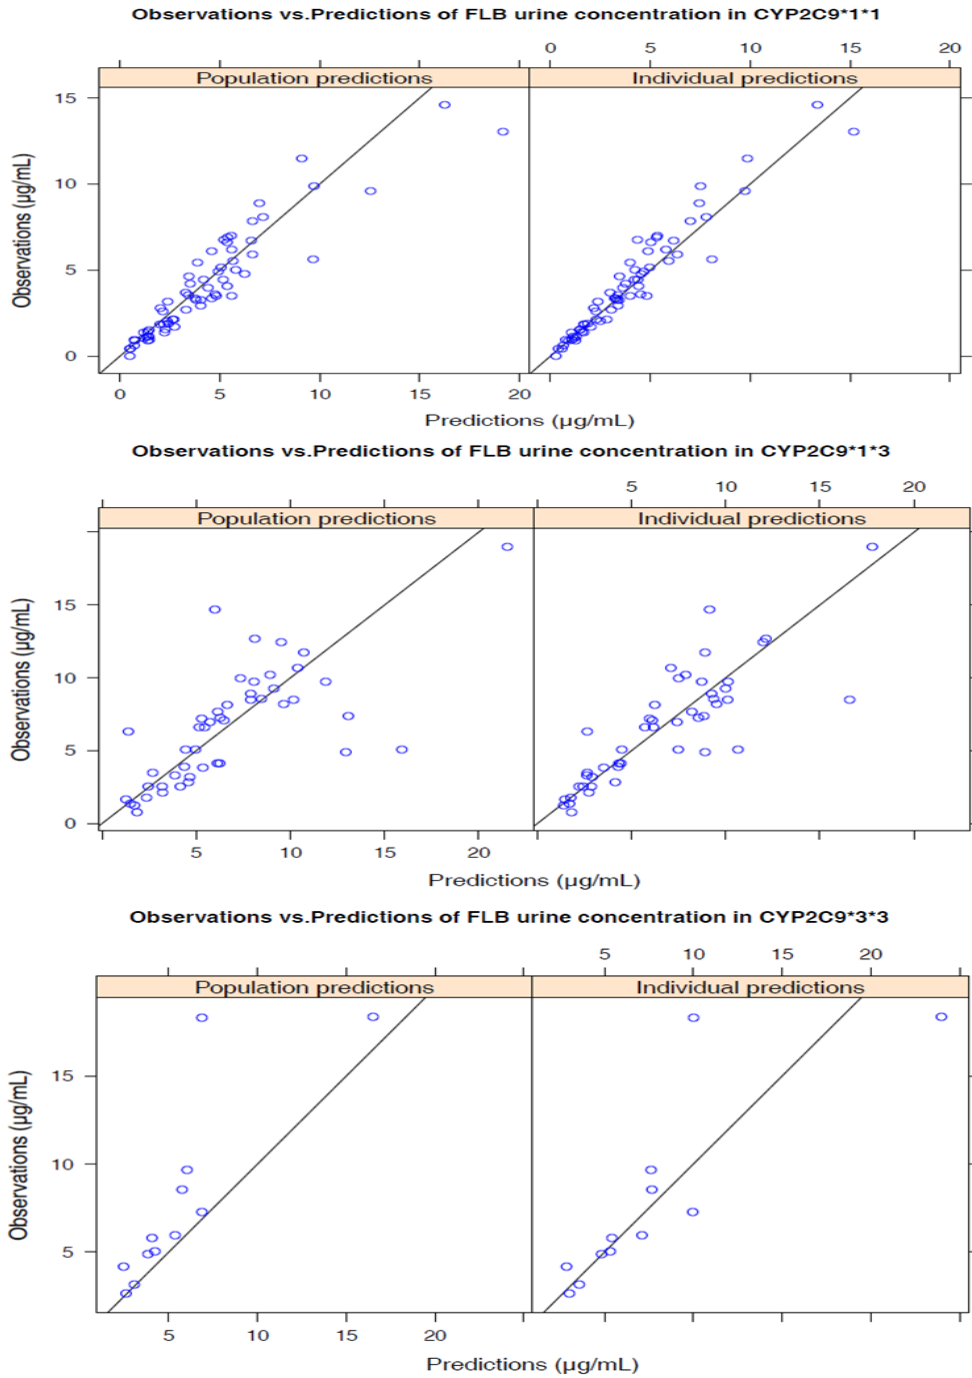 Observations vs.Predictions of FLB urine concentration in CYP2C9*1*1
0 5 10 15 20
Population predictions Individual predictions
15
10
5
0
Observations (µg/mL)
0 5 10 15 20
Predictions (µg/mL)
Observations vs.Predictions of FLB urine concentration in CYP2C9*1*3
5 10 15 20
Population predictions Individual predictions
15
10
5
0
Observations (µg/mL)
5 10 15 20
Predictions (µg/mL)
Observations vs.Predictions of FLB urine concentration in CYP2C9*3*3
5 10 15 20
Population predictions Individual predictions
15
10
5
Observations (µg/mL)
5 10 15 20
Predictions (µg/mL)